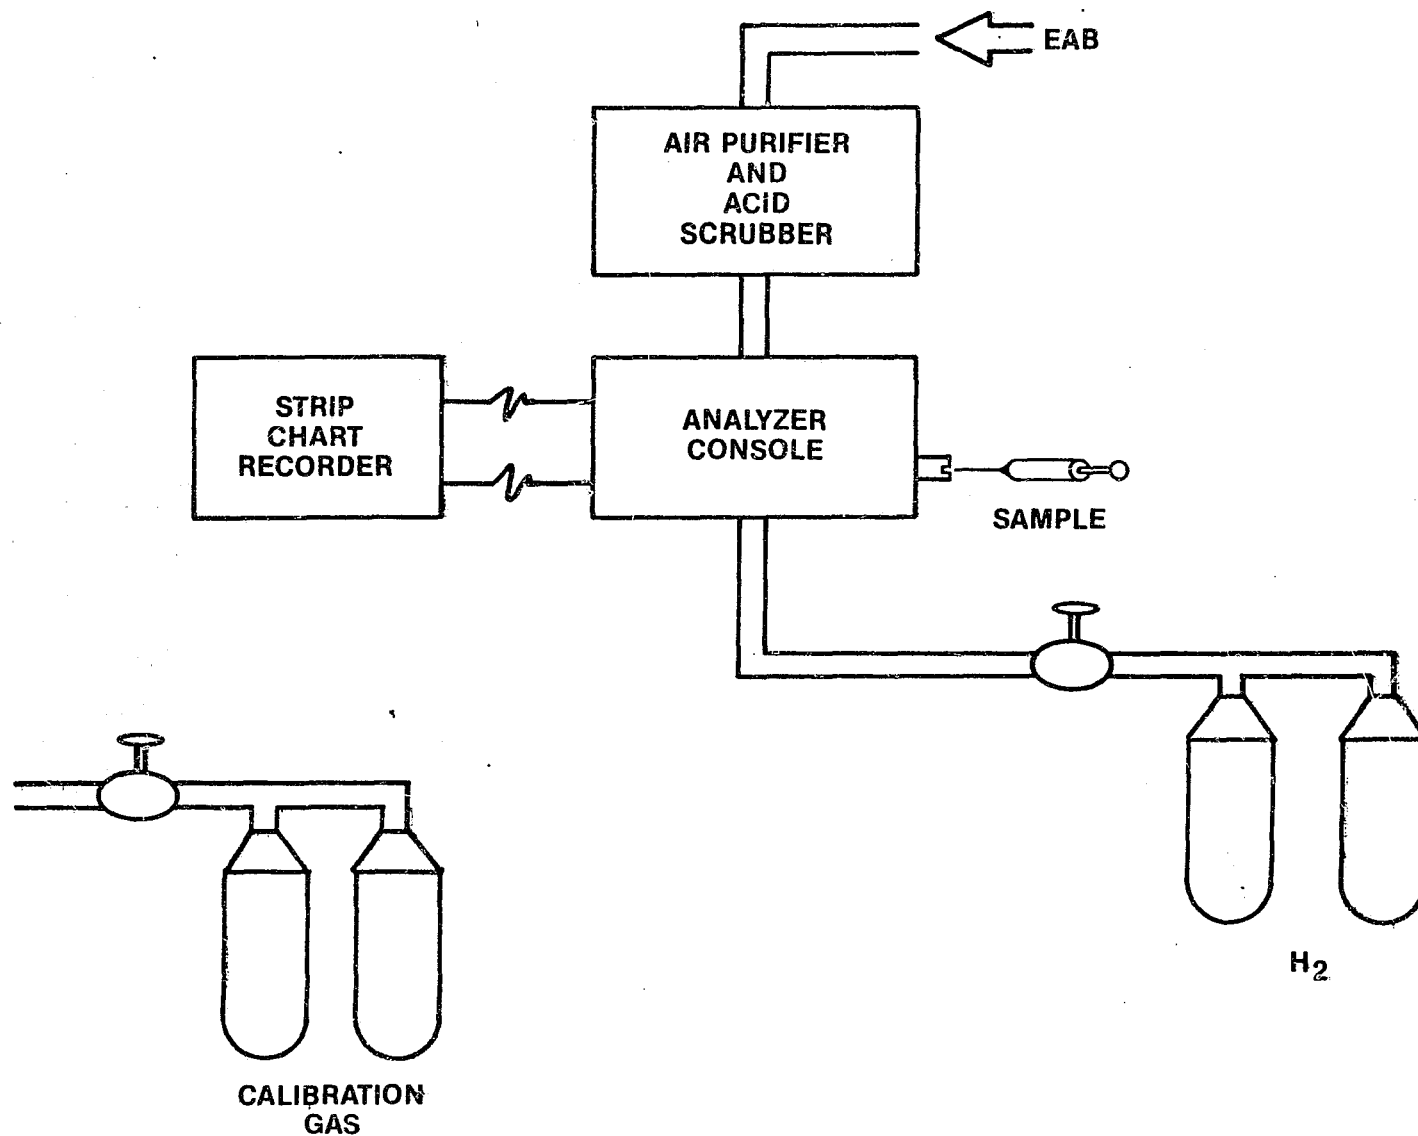 EAB
AIR PURIFIER
AND
ACID
SCRUBBER
STRIP
CHART
RECORDER
ANALYZER
CONSOLE
SAMPLE
H2
CALIBRATION
GAS